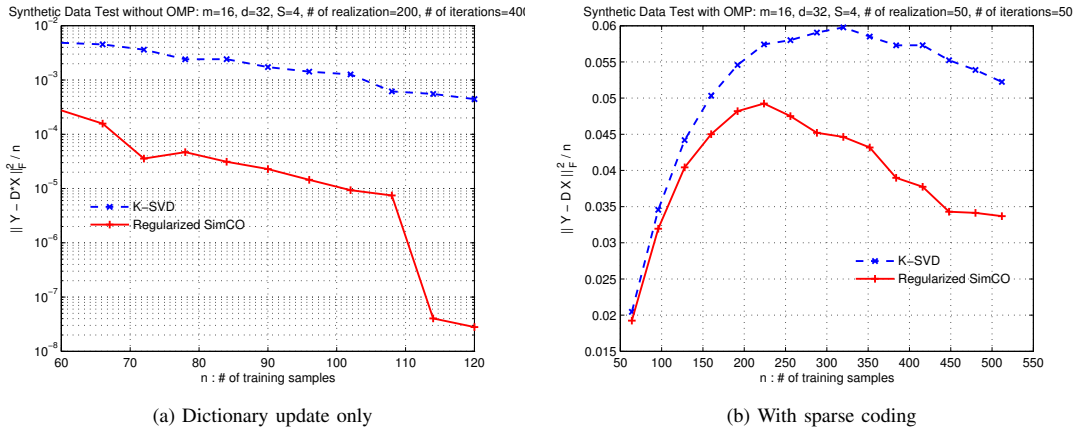 Synthetic Data Test without OMP: m=16, d=32, S=4, # of realization=200, # of iterations=400
10^−2
10^−3
10^−4
10^−5
10^−6
10^−7
10^−8
|| Y − D*X ||_F^2 / n
K−SVD
Regularized SimCO
60 70 80 90 100 110 120
n : # of training samples
(a) Dictionary update only
Synthetic Data Test with OMP: m=16, d=32, S=4, # of realization=50, # of iterations=50
0.06
0.055
0.05
0.045
0.04
0.035
0.03
0.025
0.02
0.015
|| Y − D X ||_F^2 / n
K−SVD
Regularized SimCO
50 100 150 200 250 300 350 400 450 500 550
n : # of training samples
(b) With sparse coding